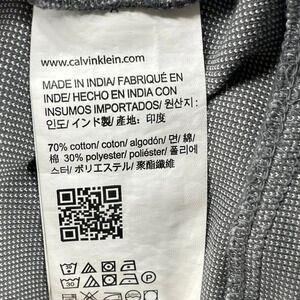 www.calvinklein.com
MADE IN INDIA/ FABRIQUÉ EN
INDE/ HECHO EN INDIA CON
INSUMOS IMPORTADOS/ 원산지:
인도/ インド製/ 產地: 印度
70% cotton/ coton/ algodón/ 면/ 綿/
棉 30% polyester/ poliéster/ 폴리에
스터/ ポリエステル/ 聚酯纖維